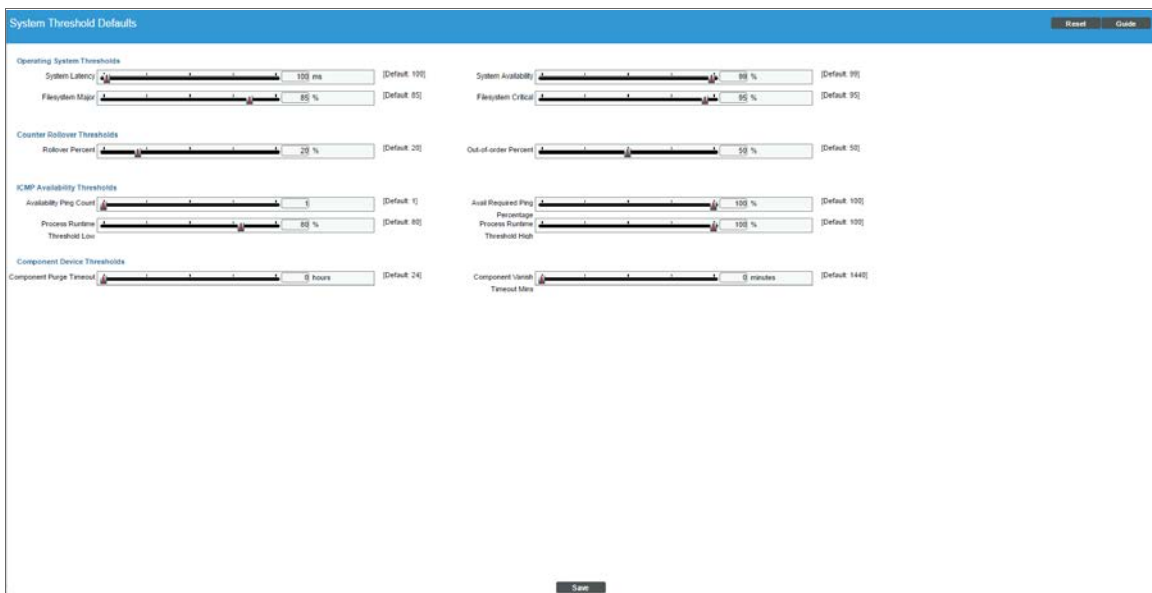 System Threshold Defaults
Reset
Guide
Operating System Thresholds
System Latency 100 ms [Default: 100]
System Availability 99 % [Default: 99]
Filesystem Major 85 % [Default: 85]
Filesystem Critical 95 % [Default: 95]
Counter Rollover Thresholds
Rollover Percent 20 % [Default: 20]
Out-of-order Percent 50 % [Default: 50]
ICMP Availability Thresholds
Availability Ping Count 1 [Default: 1]
Avail Required Ping Percentage 100 % [Default: 100]
Process Runtime Threshold Low 80 % [Default: 80]
Process Runtime Threshold High 100 % [Default: 100]
Component Device Thresholds
Component Purge Timeout 0 hours [Default: 24]
Component Vanish Timeout Mins 0 minutes [Default: 1440]
Save